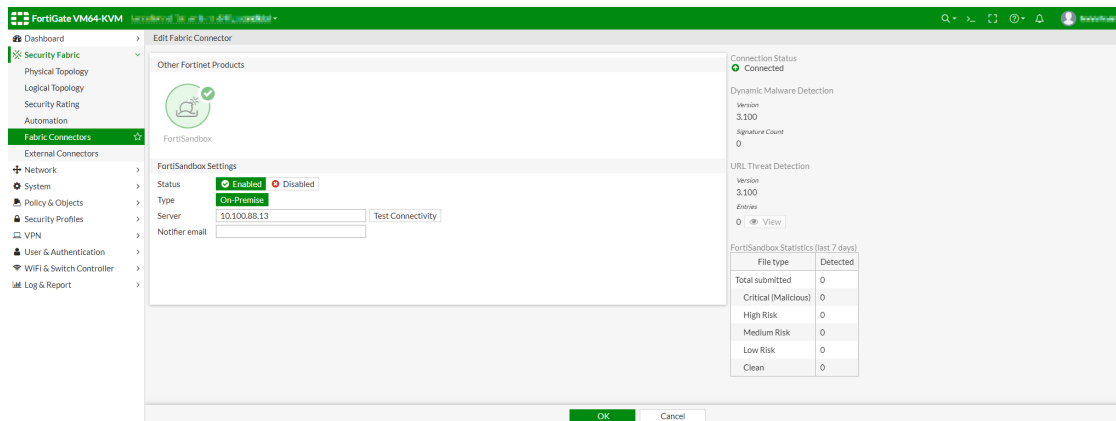 FortiGate VM64-KVM
Dashboard
Security Fabric
Physical Topology
Logical Topology
Security Rating
Automation
Fabric Connectors
External Connectors
Network
System
Policy & Objects
Security Profiles
VPN
User & Authentication
WiFi & Switch Controller
Log & Report
Edit Fabric Connector
Other Fortinet Products
FortiSandbox
FortiSandbox Settings
Status Enabled Disabled
Type On-Premise
Server 10.100.88.13 Test Connectivity
Notifier email
OK Cancel
Connection Status
Connected
Dynamic Malware Detection
Version
3.100
Signature Count
0
URL Threat Detection
Version
3.100
Entries
0 View
FortiSandbox Statistics (last 7 days)
File type Detected
Total submitted 0
Critical (Malicious) 0
High Risk 0
Medium Risk 0
Low Risk 0
Clean 0